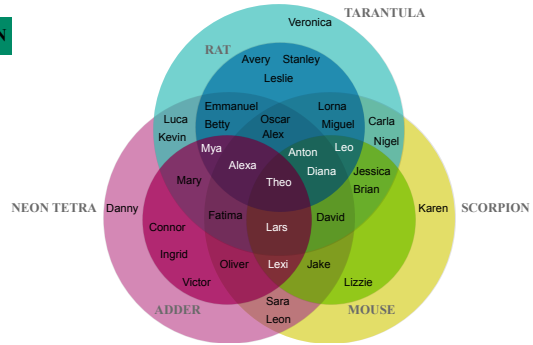 N
Veronica
TARANTULA
RAT
Avery Stanley
Leslie
Emmanuel
Lorna
Luca
Betty
Oscar
Miguel
Carla
Kevin
Alex
Nigel
Mya
Anton
Leo
Alexa
Diana
Jessica
Mary
Theo
Brian
NEON TETRA
Danny
Fatima
David
Karen
SCORPION
Connor
Lars
Ingrid
Oliver
Lexi
Jake
Victor
Lizzie
Sara
ADDER
MOUSE
Leon